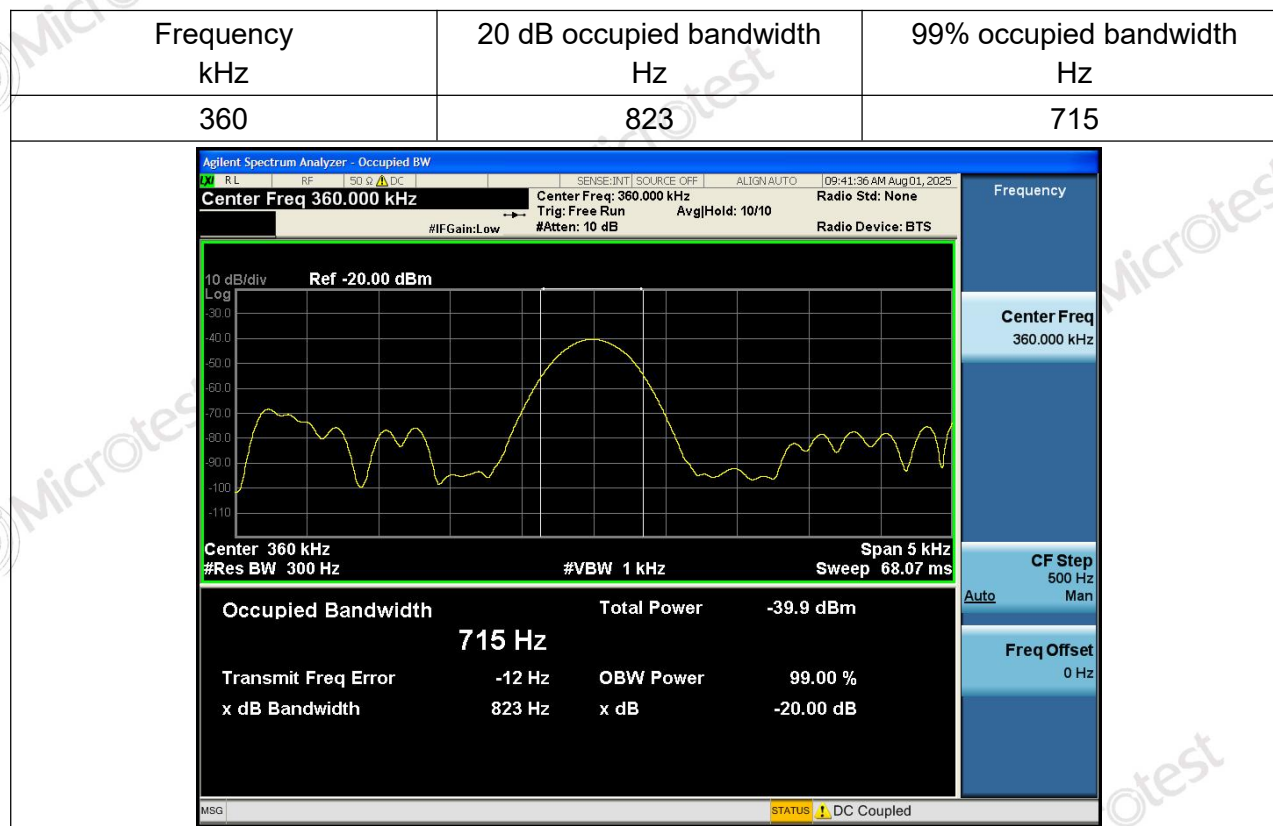 Frequency
kHz
20 dB occupied bandwidth
Hz
99% occupied bandwidth
Hz
360
823
715
Agilent Spectrum Analyzer - Occupied BW
LXI RL RF 50 Ω DC SENSE:INT SOURCE OFF ALIGN AUTO 09:41:36 AM Aug 01, 2025
Center Freq 360.000 kHz
Center Freq: 360.000 kHz
Radio Std: None
Trig: Free Run Avg|Hold: 10/10
#IFGain:Low #Atten: 10 dB Radio Device: BTS
10 dB/div Ref -20.00 dBm
Log
-30.0
-40.0
-50.0
-60.0
-70.0
-80.0
-90.0
-100
-110
Center 360 kHz Span 5 kHz
#Res BW 300 Hz #VBW 1 kHz Sweep 68.07 ms
Occupied Bandwidth Total Power -39.9 dBm
715 Hz
Transmit Freq Error -12 Hz OBW Power 99.00 %
x dB Bandwidth 823 Hz x dB -20.00 dB
MSG STATUS DC Coupled
Frequency
Center Freq
360.000 kHz
CF Step
500 Hz
Auto Man
Freq Offset
0 Hz
Microtest
Microtest
Microtest